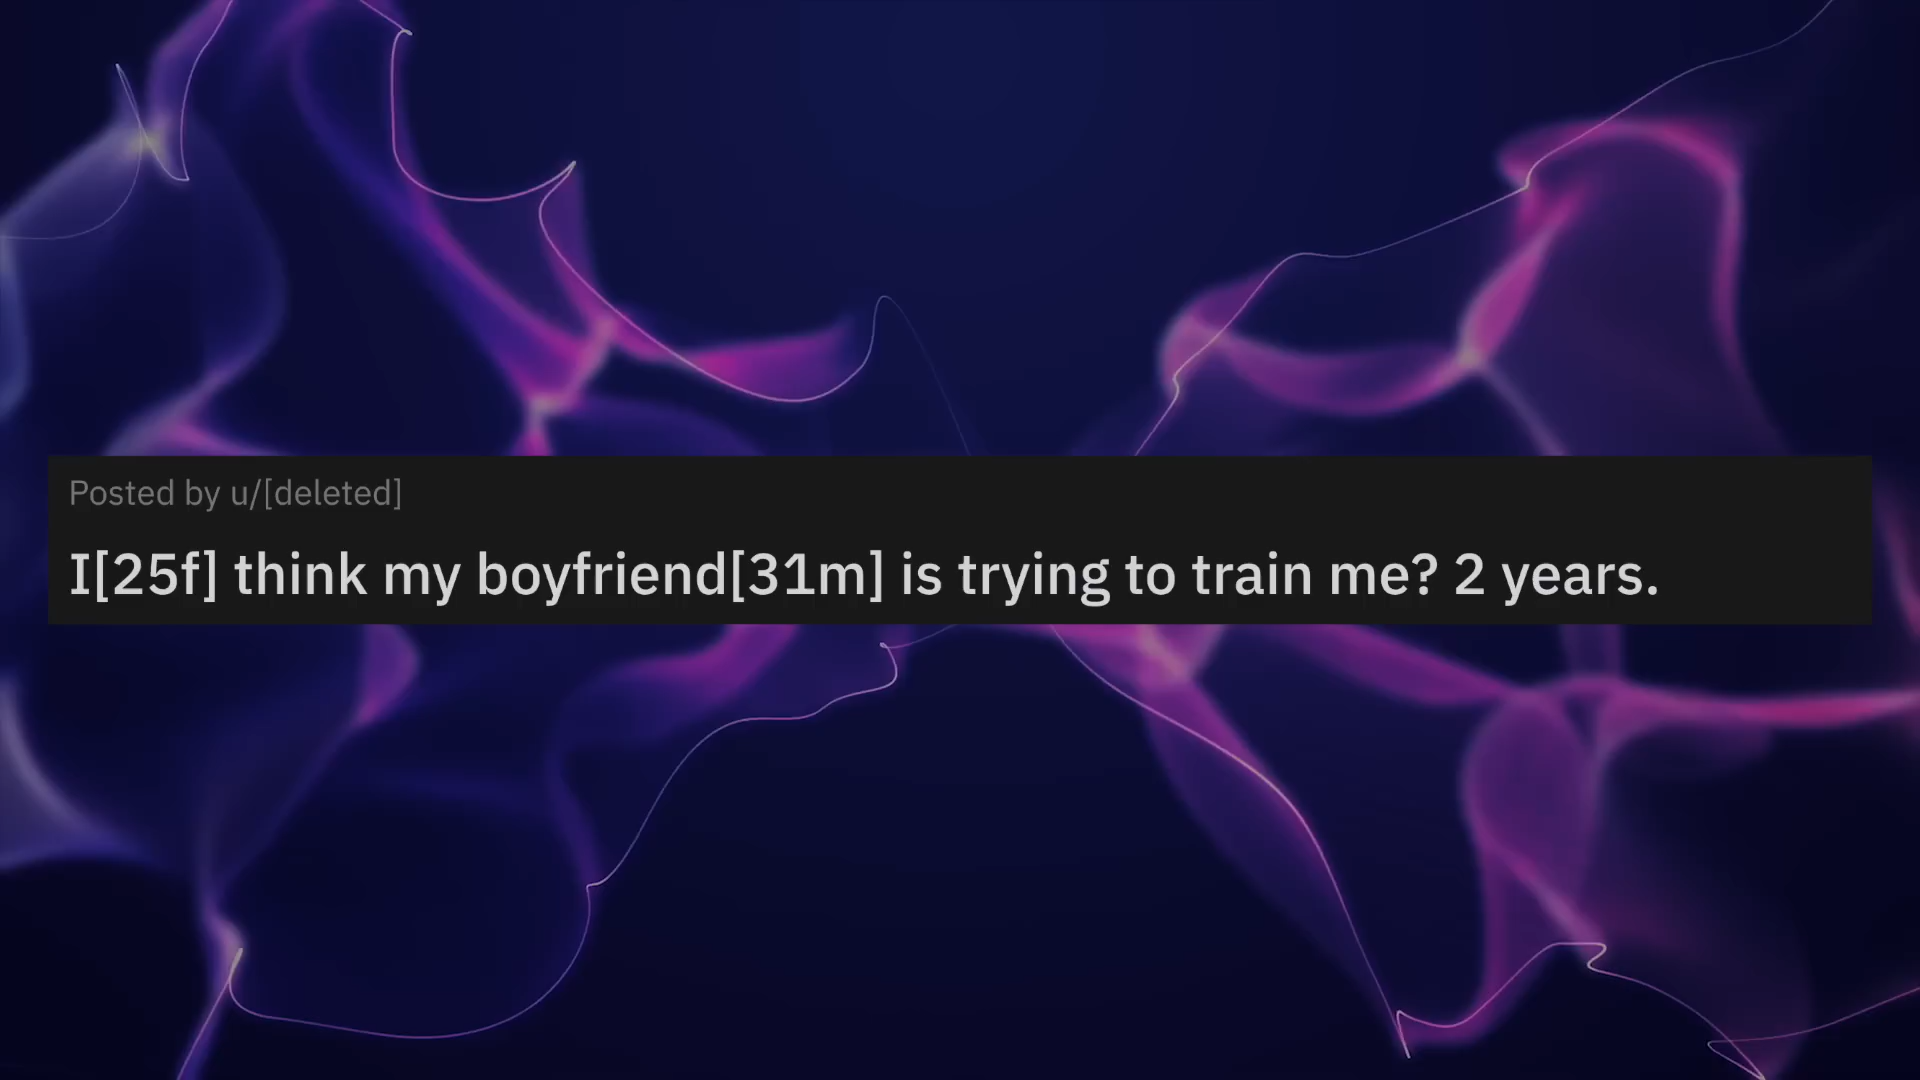 Posted by u/[deleted]
I[25f] think my boyfriend[31m] is trying to train me? 2 years.